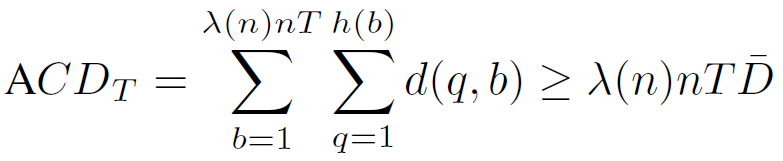 ACD_T = \sum_{b=1}^{\lambda(n)nT} \sum_{q=1}^{h(b)} d(q, b) \geq \lambda(n)nT\bar{D}